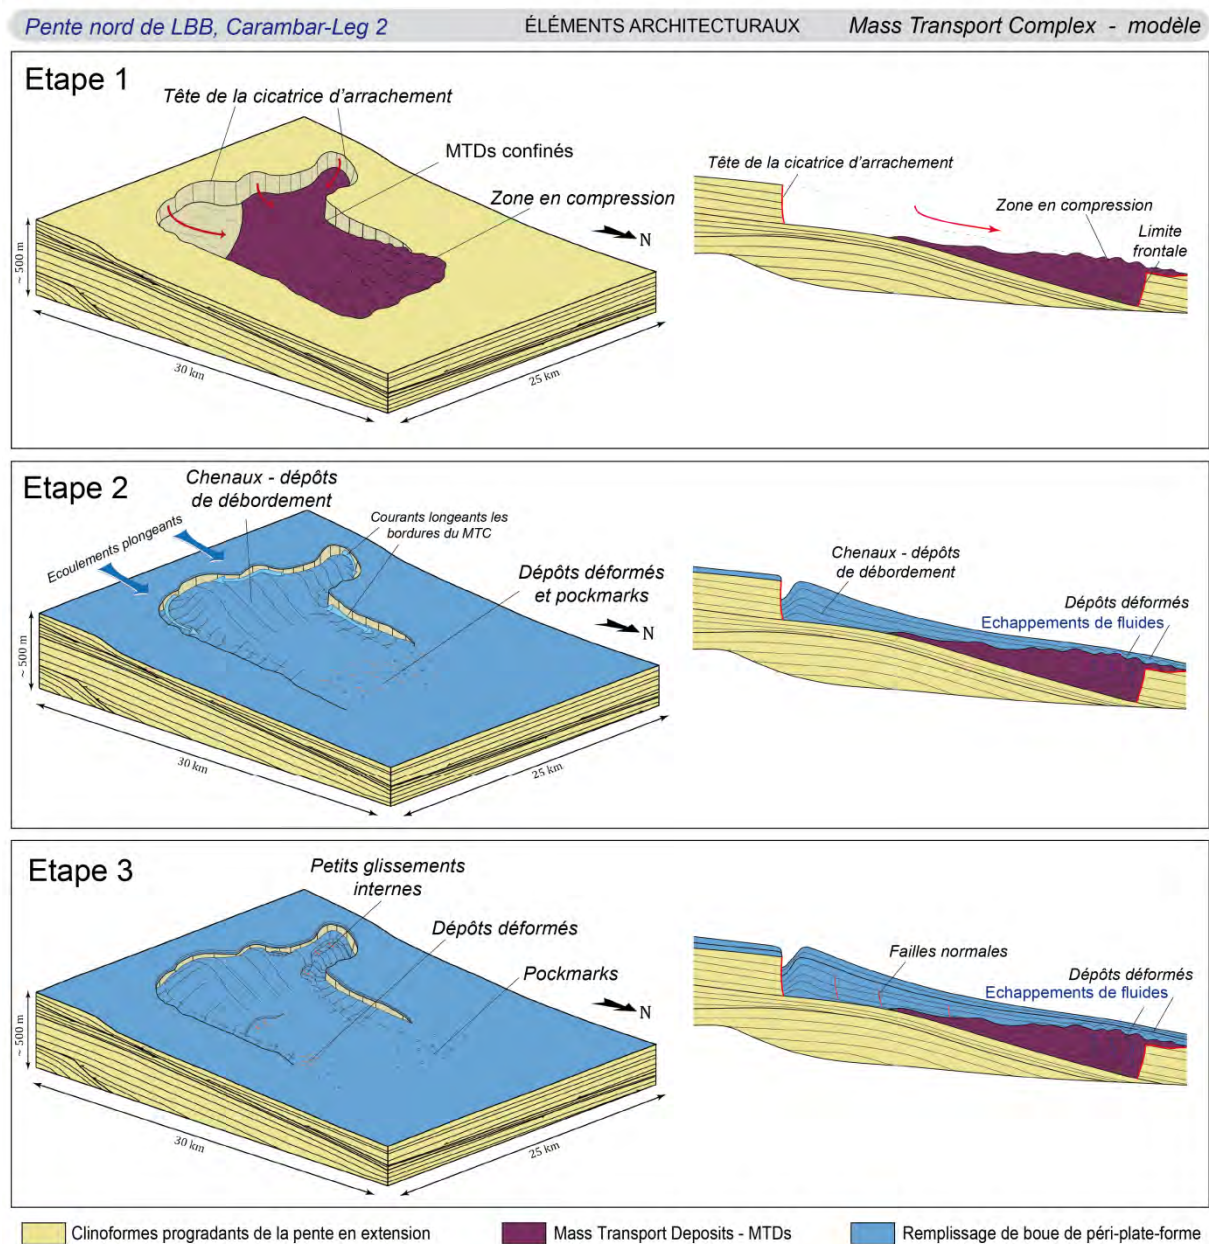 Pente nord de LBB, Carambar-Leg 2 ÉLÉMENTS ARCHITECTURAUX Mass Transport Complex - modèle
Etape 1
Tête de la cicatrice d'arrachement
MTDs confinés
Zone en compression
N
~ 500 m
30 km
25 km
Tête de la cicatrice d'arrachement
Zone en compression
Limite
frontale
Etape 2
Chenaux - dépôts
de débordement
Ecoulements plongeants
Courants longeants les
bordures du MTC
Dépôts déformés
et pockmarks
N
~ 500 m
30 km
25 km
Chenaux - dépôts
de débordement
Dépôts déformés
Echappements de fluides
Etape 3
Petits glissements
internes
Dépôts déformés
Pockmarks
N
~ 500 m
30 km
25 km
Failles normales
Dépôts déformés
Echappements de fluides
Clinoformes progradants de la pente en extension
Mass Transport Deposits - MTDs
Remplissage de boue de péri-plate-forme